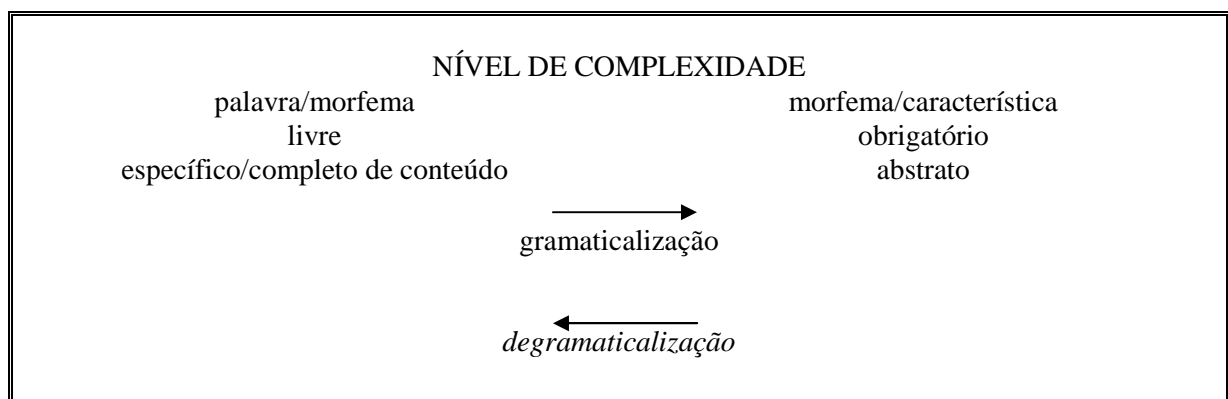 NÍVEL DE COMPLEXIDADE
palavra/morfema morfema/característica
livre obrigatório
específico/completo de conteúdo abstrato
gramaticalização
degramaticalização